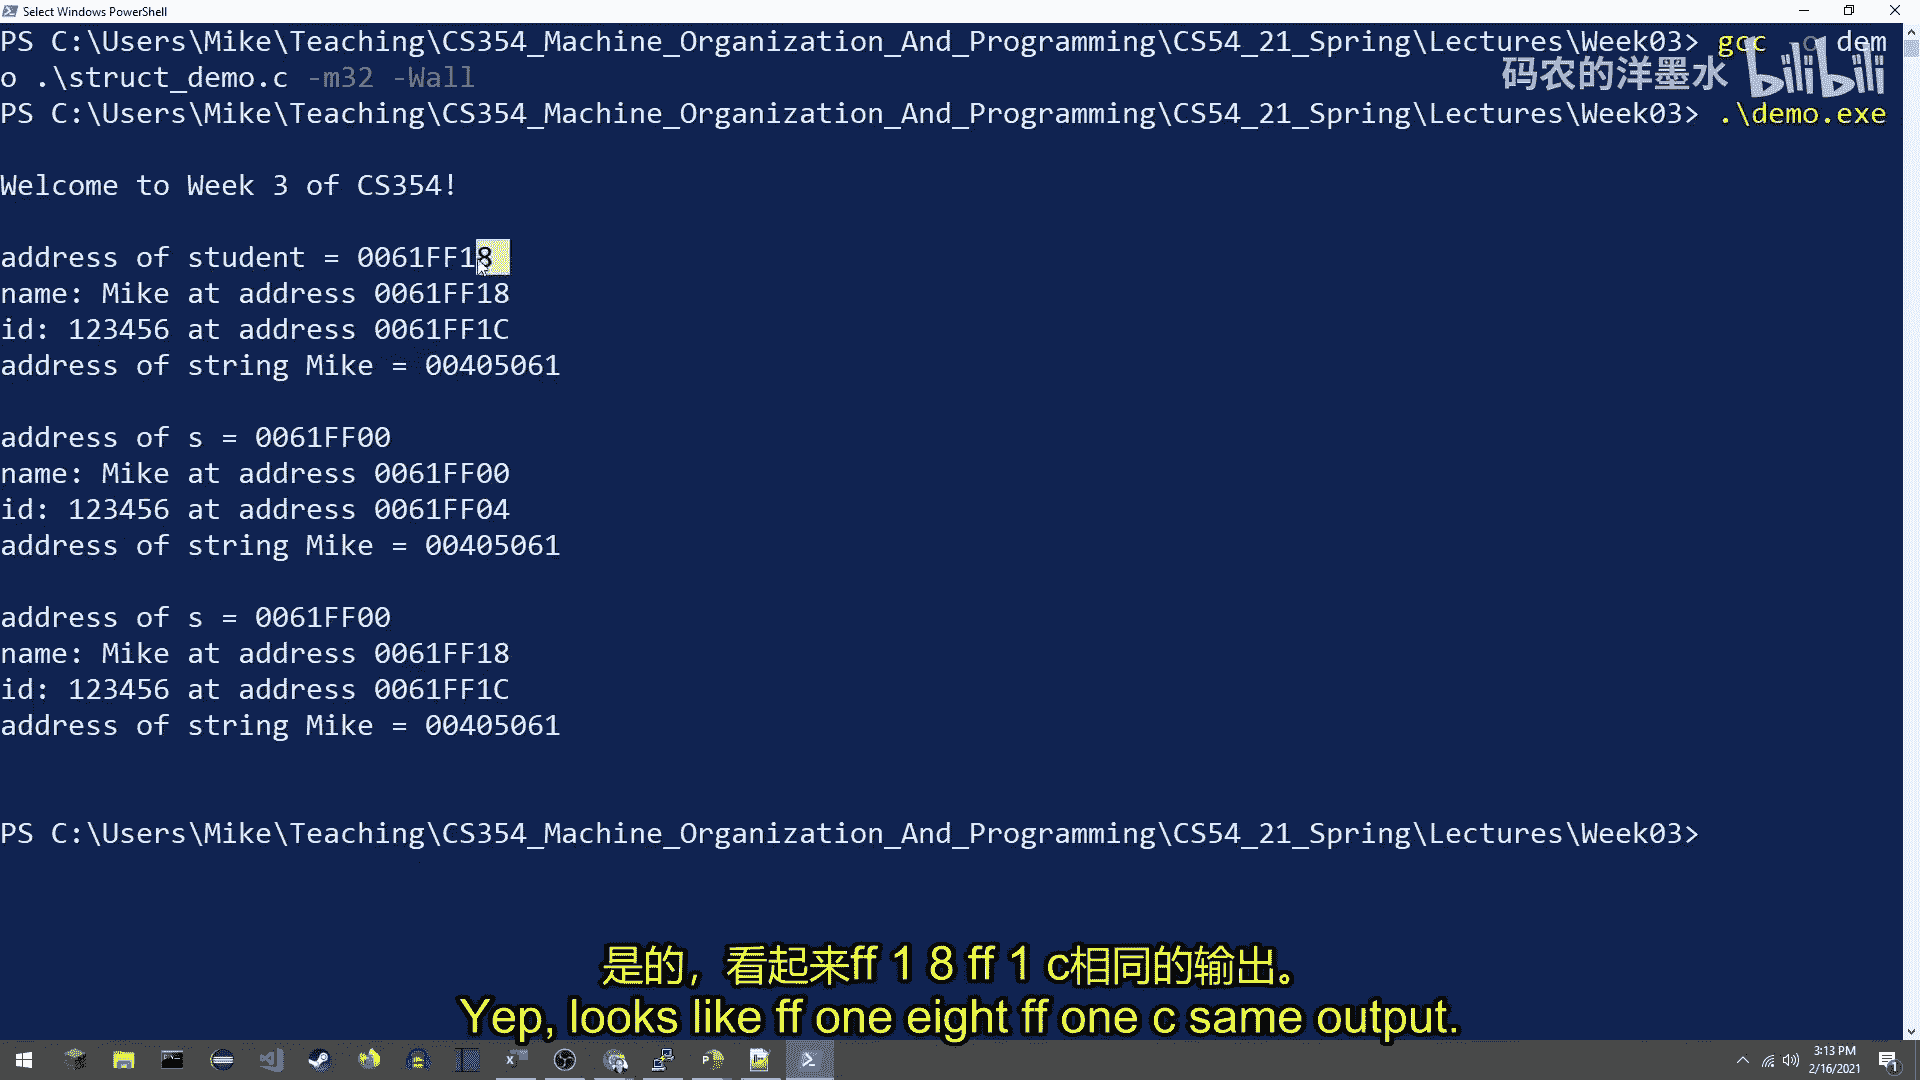 Select Windows PowerShell
PS C:\Users\Mike\Teaching\CS354_Machine_Organization_And_Programming\CS54_21_Spring\Lectures\Week03> gcc -o dem
o .\struct_demo.c -m32 -Wall
码农的洋墨水 bilibili
PS C:\Users\Mike\Teaching\CS354_Machine_Organization_And_Programming\CS54_21_Spring\Lectures\Week03> .\demo.exe
Welcome to Week 3 of CS354!
address of student = 0061FF18
name: Mike at address 0061FF18
id: 123456 at address 0061FF1C
address of string Mike = 00405061
address of s = 0061FF00
name: Mike at address 0061FF00
id: 123456 at address 0061FF04
address of string Mike = 00405061
address of s = 0061FF00
name: Mike at address 0061FF18
id: 123456 at address 0061FF1C
address of string Mike = 00405061
PS C:\Users\Mike\Teaching\CS354_Machine_Organization_And_Programming\CS54_21_Spring\Lectures\Week03>
是的，看起来ff 1 8 ff 1 c相同的输出。
Yep, looks like ff one eight ff one c same output.
3:13 PM
2/16/2021